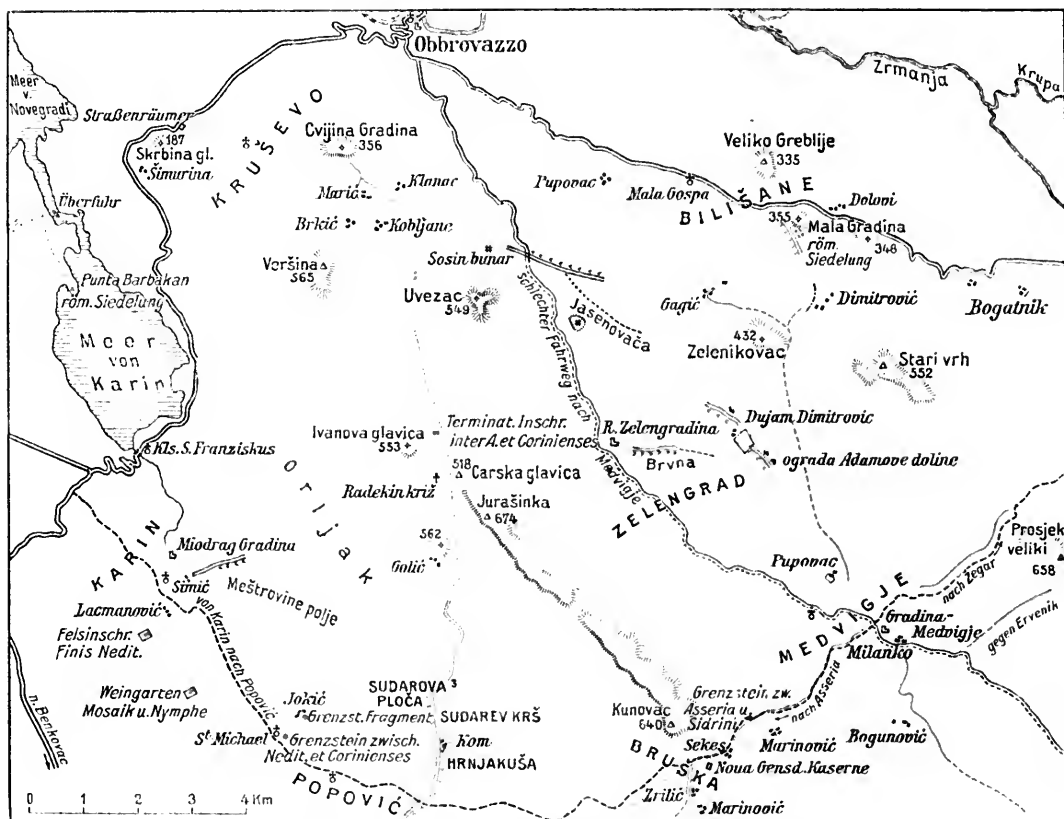 Obbrovazzo
Zrmanja
Krupa
Meer
v.
Novegradi
Straßenräumer
187
Skrbina gl.
Šimurina
KRUŠEVO
Cvijina Gradina
356
Veliko Greblije
335
Marić
Klanac
Pupovac
Mala Gospa
BILIŠANE
Dolovi
Überfuhr
Brkić
Kobljane
355
Mala Gradina
röm.
Siedelung
348
Veršina
565
Sosin bunar
Punta Barbakan
röm. Siedelung
Uvezac
549
Jasenovača
Gagić
Dimitrović
Bogatnik
Meer
von
Karin
schlechter Fahrweg nach
Medvigje
432
Zelenikovac
Stari vrh
552
Ivanova glavica
553
Terminat. Inschr.
inter A. et Corinienses
R. Zelengradina
Dujam Dimitrović
Brvna
ograda Adamove doline
Kls. S. Franziskus
Orljak
518
Carska glavica
Radekin križ
Jurašinka
674
ZELENGRAD
562
Golić
Prosjek
veliki
658
KARIN
Miodrag Gradina
Simić
Meštrovine polje
Pupovac
nach Žegar
Lacmanović
von Karin nach Popović
MEDVIGJE
Gradina-
Medvigje
Milanko
gegen Ervenik
Felsinschr.
Finis Nedit.
Weingarten
Mosaik u. Nymphe
SUDAROVA
PLOČA
3
Jokić
Grenzst. Fragment
SUDAREV KRŠ
Kunovac
640
Grenzstein zw.
Asseria u.
Sidrini
nach Asseria
St Michael
Grenzstein zwisch.
Nedit. et Corinienses
Kom
HRNJAKUŠA
Sekesi
Marinović
Bogunović
n. Benkovac
BRUŠKA
Noua Gensd. Kaserne
POPOVIĆ
Zrilić
Marinović
0 1 2 3 4 Km